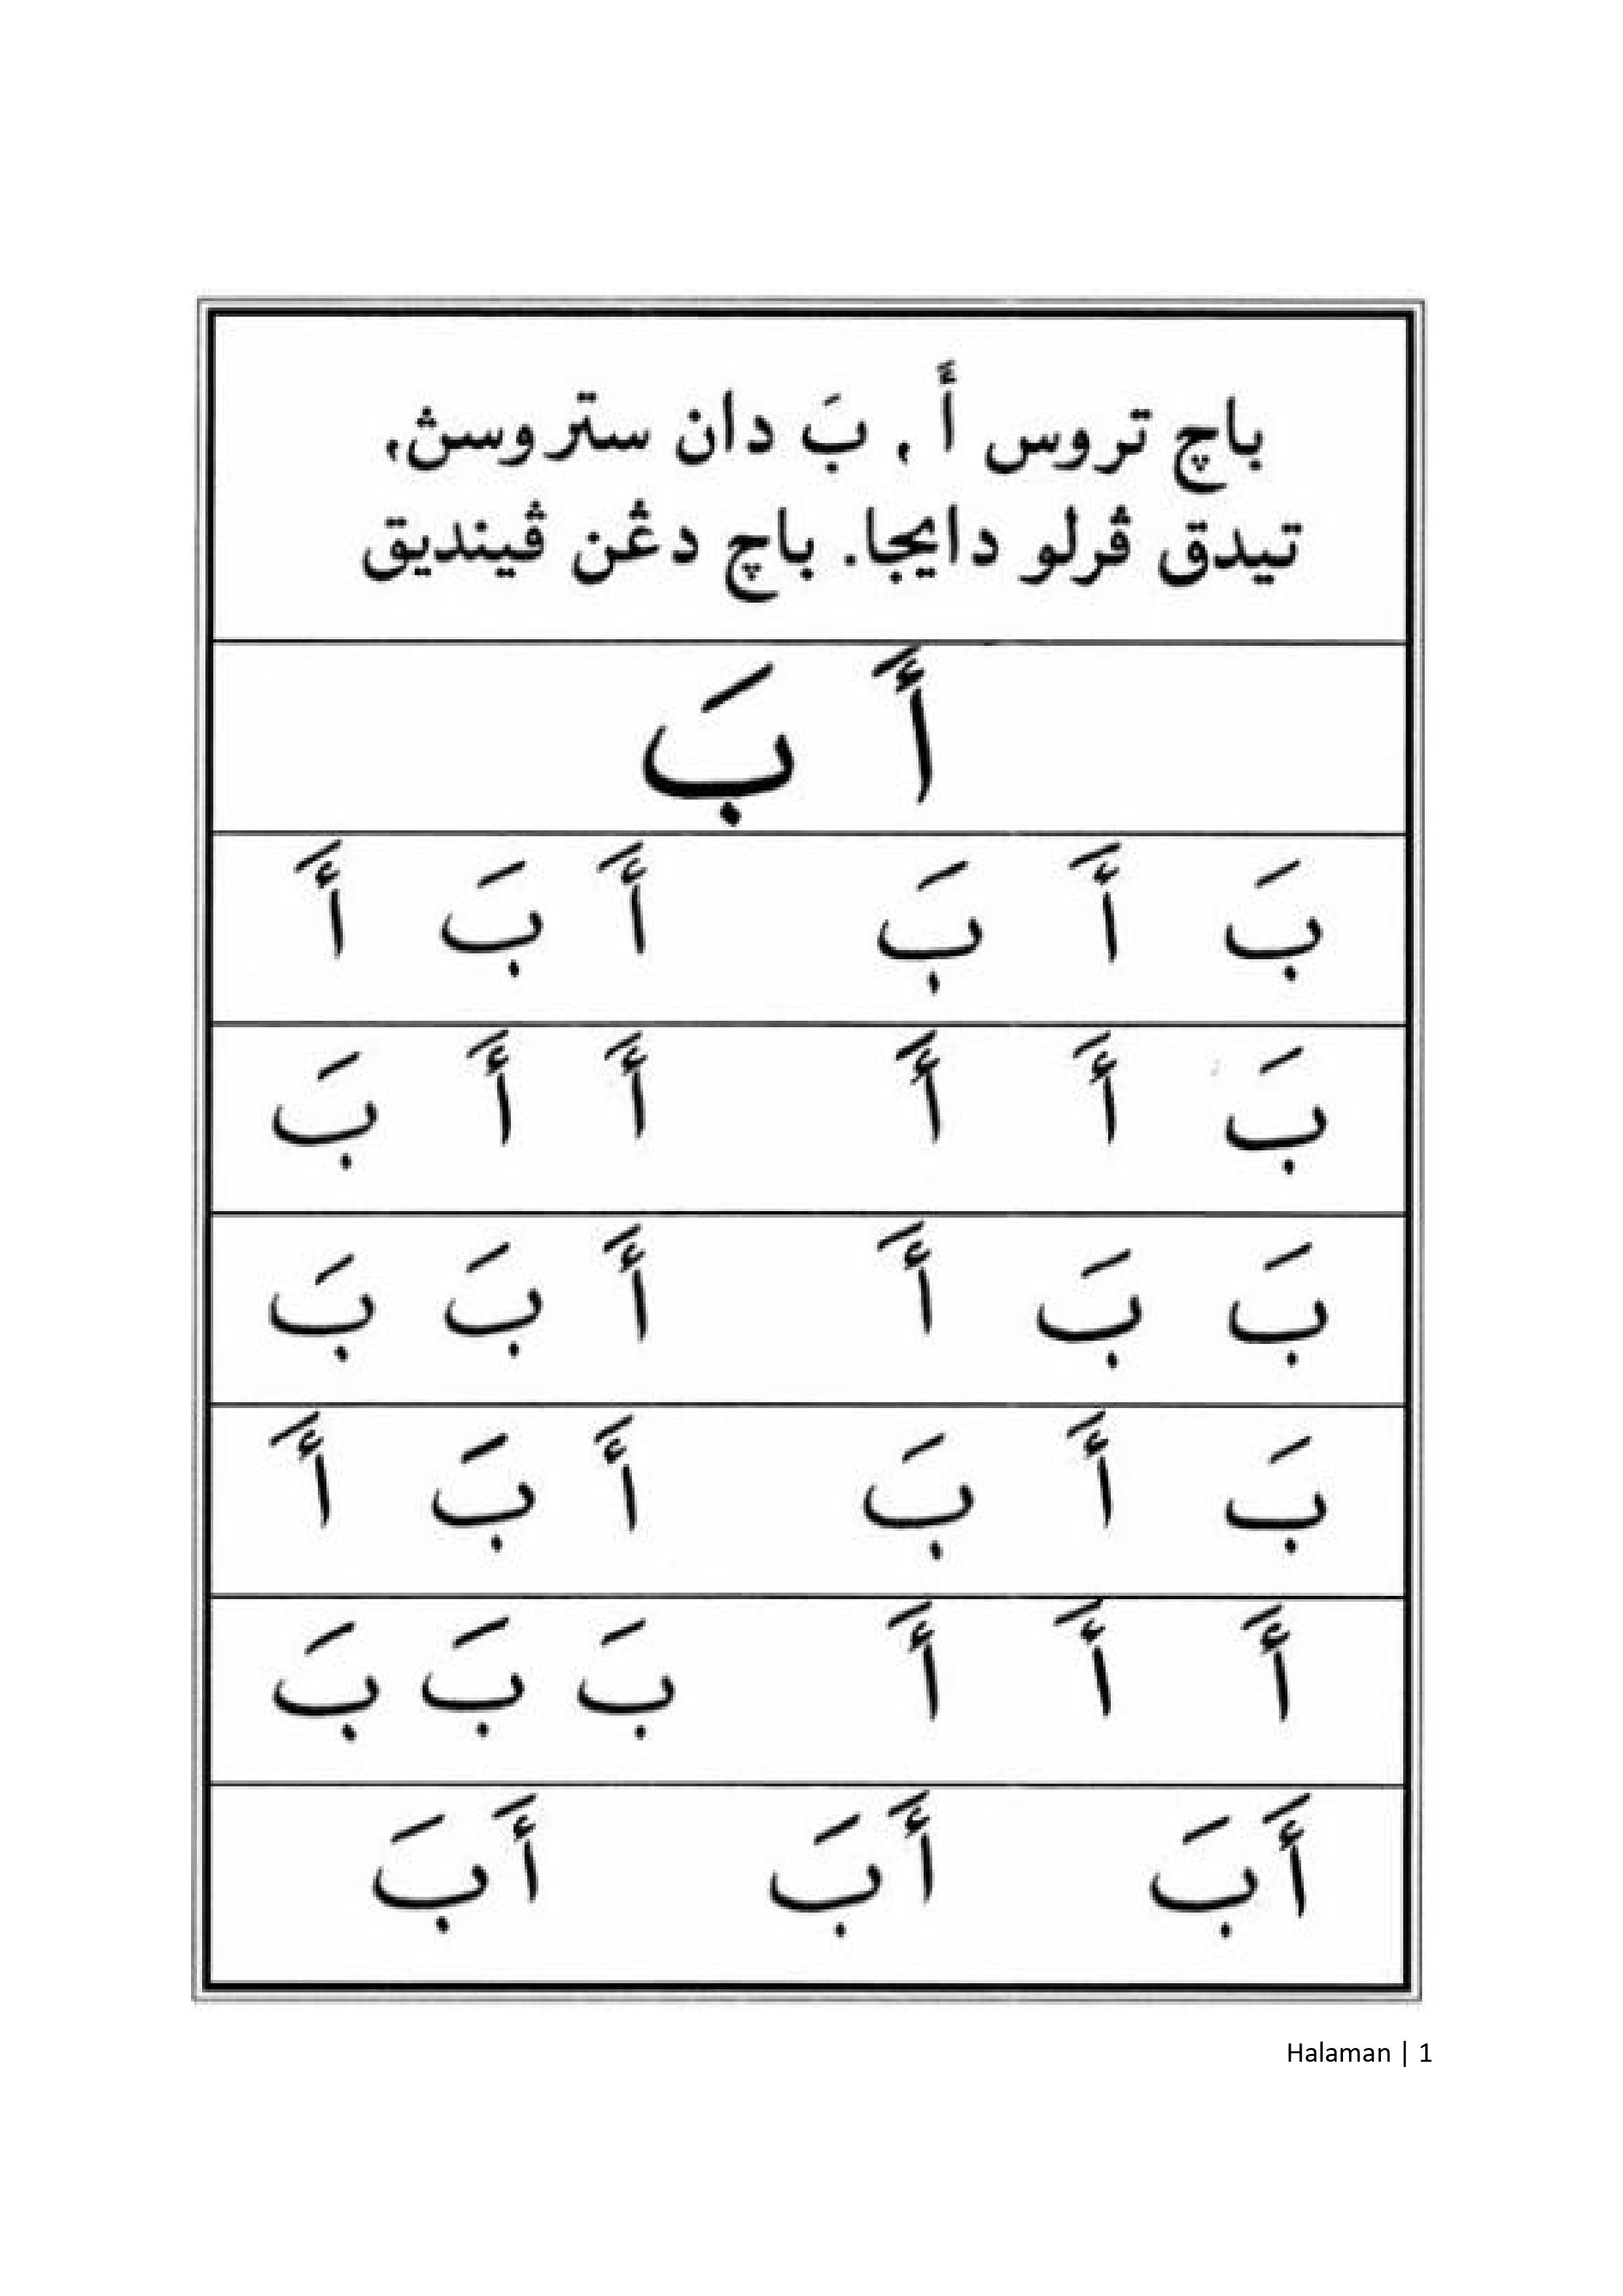 باچ تروس أَ ، بَ دان ستروسڽ،
تيدق ڤرلو دايجا. باچ دڠن ڤينديق
أَ بَ
بَ أَ بَ أَ بَ أَ
بَ أَ أَ أَ أَ بَ
بَ بَ أَ أَ بَ بَ
بَ أَ بَ أَ بَ أَ
أَ أَ أَ بَ بَ بَ
أَبَ أَبَ أَبَ
Halaman | 1